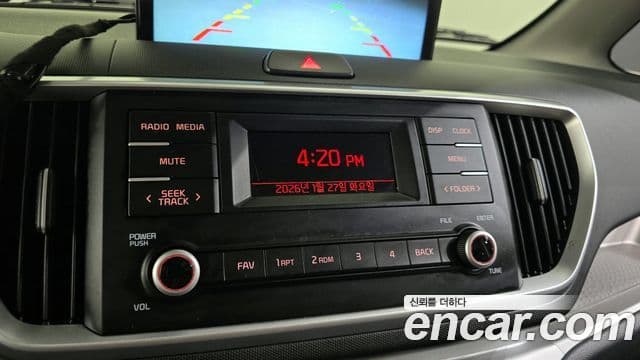 RADIO MEDIA
MUTE
< SEEK >
TRACK
4:20 PM
2026년 1월 27일 화요일
DISP CLOCK
MENU
< FOLDER >
POWER
PUSH
VOL
FAV 1 RPT 2 RDM 3 4 BACK
FILE ENTER
TUNE
신뢰를 더하다
encar.com